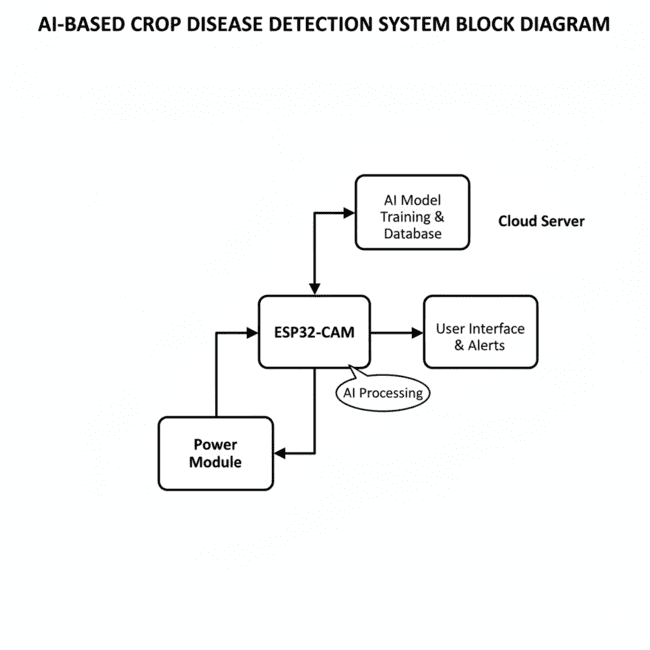 AI-BASED CROP DISEASE DETECTION SYSTEM BLOCK DIAGRAM
AI Model
Training &
Database
Cloud Server
ESP32-CAM
User Interface
& Alerts
AI Processing
Power
Module